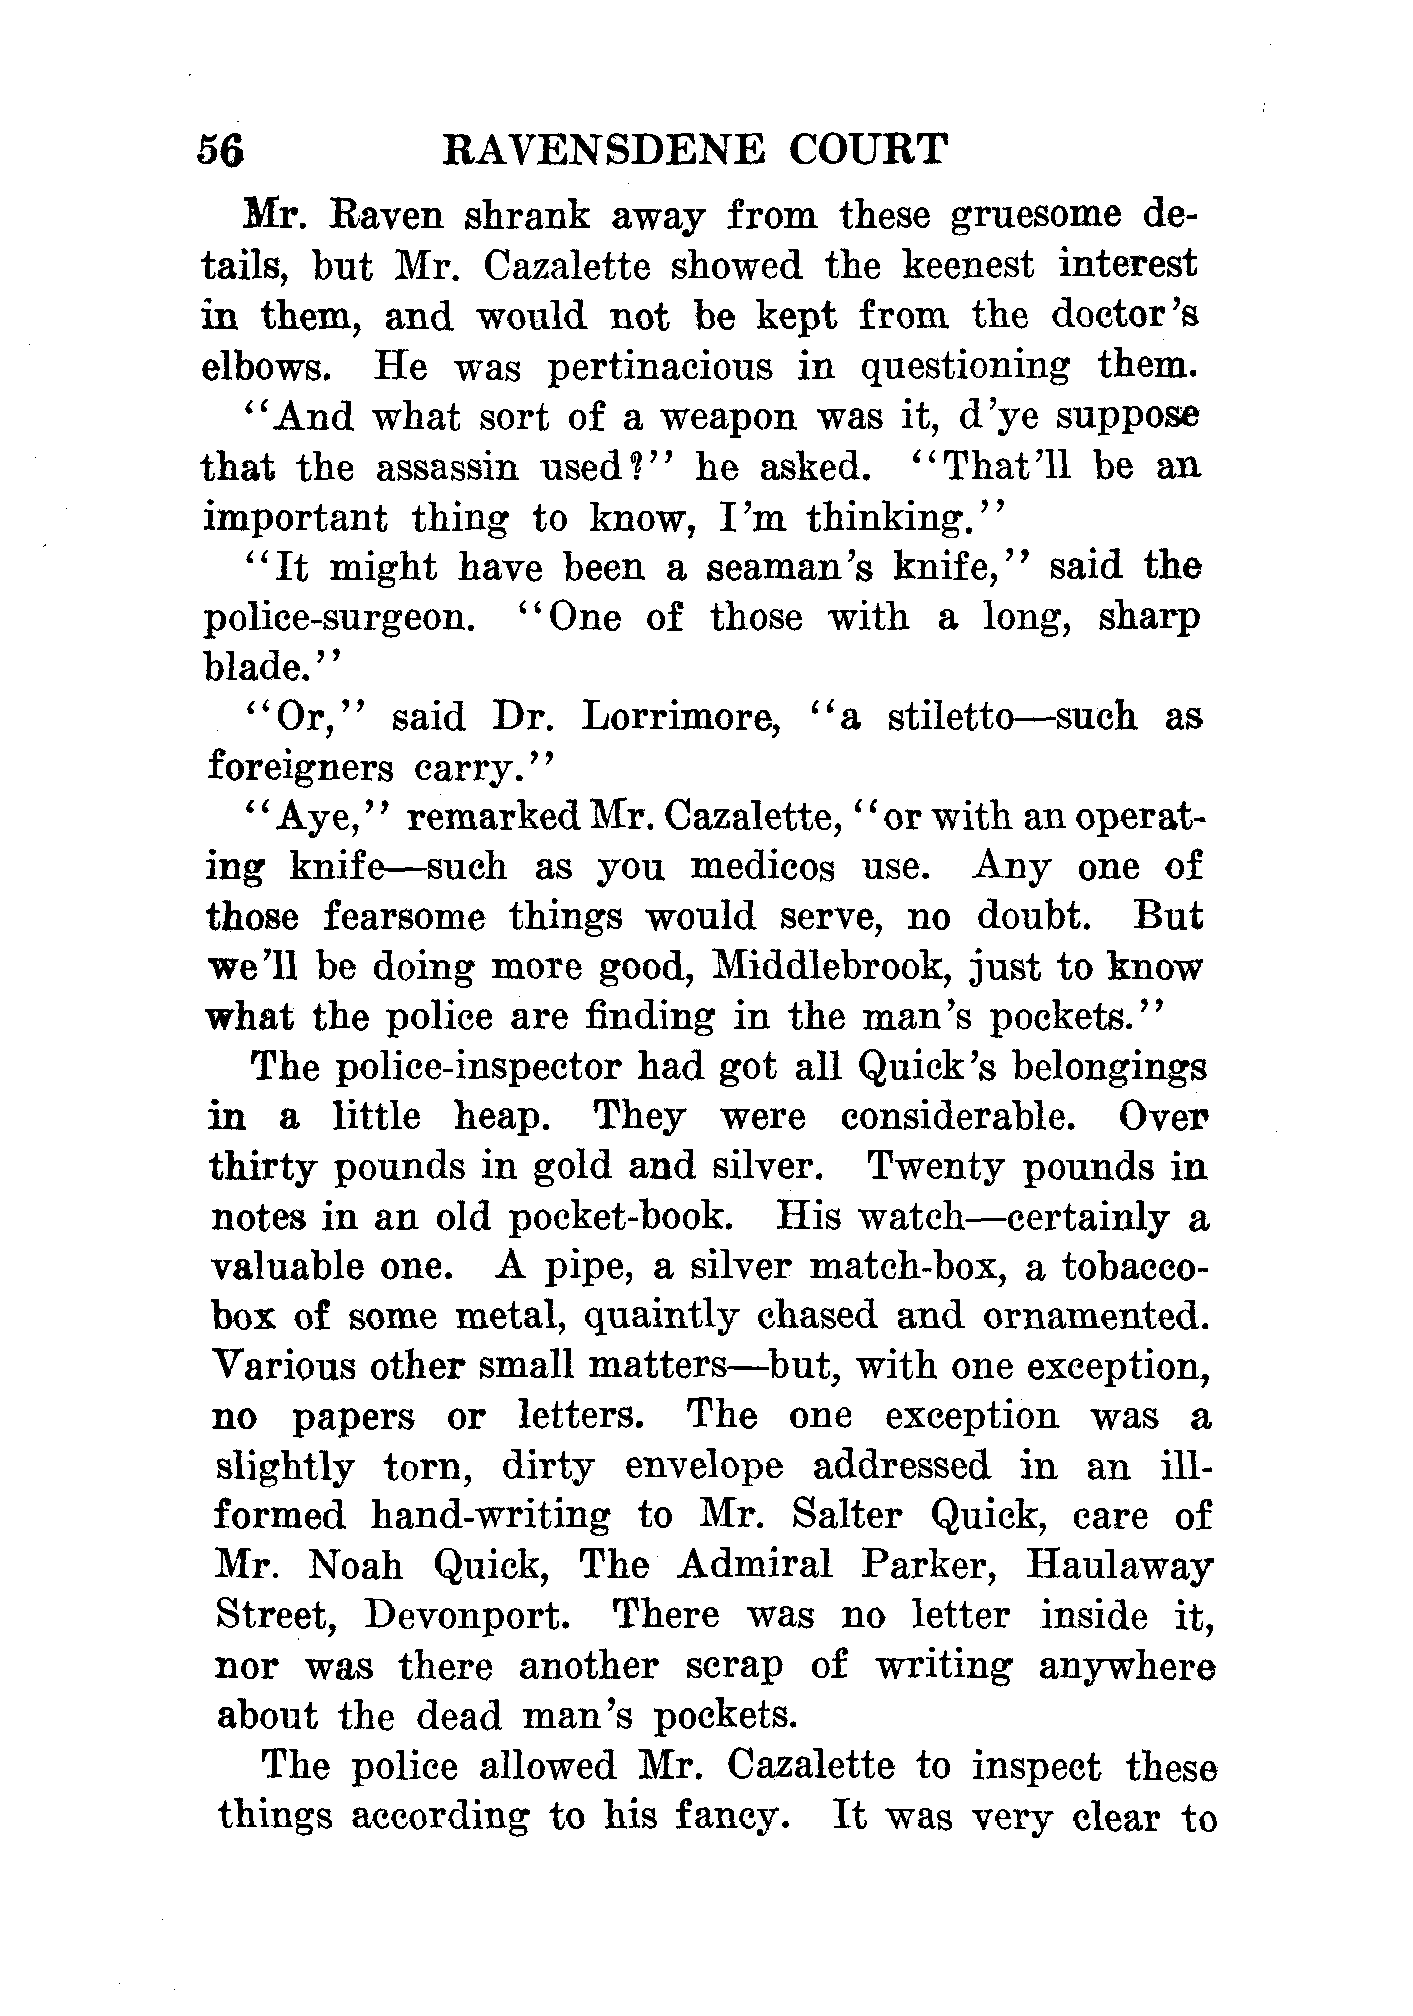 56 RAVENSDENE COURT
Mr. Raven shrank away from these gruesome de-
tails, but Mr. Cazalette showed the keenest interest
in them, and would not be kept from the doctor's
elbows. He was pertinacious in questioning them.
"And what sort of a weapon was it, d'ye suppose
that the assassin used?" he asked. "That'll be an
important thing to know, I'm thinking."
"It might have been a seaman's knife," said the
police-surgeon. "One of those with a long, sharp
blade."
"Or," said Dr. Lorrimore, "a stiletto—such as
foreigners carry."
"Aye," remarked Mr. Cazalette, "or with an operat-
ing knife—such as you medicos use. Any one of
those fearsome things would serve, no doubt. But
we'll be doing more good, Middlebrook, just to know
what the police are finding in the man's pockets."
The police-inspector had got all Quick's belongings
in a little heap. They were considerable. Over
thirty pounds in gold and silver. Twenty pounds in
notes in an old pocket-book. His watch—certainly a
valuable one. A pipe, a silver match-box, a tobacco-
box of some metal, quaintly chased and ornamented.
Various other small matters—but, with one exception,
no papers or letters. The one exception was a
slightly torn, dirty envelope addressed in an ill-
formed hand-writing to Mr. Salter Quick, care of
Mr. Noah Quick, The Admiral Parker, Haulaway
Street, Devonport. There was no letter inside it,
nor was there another scrap of writing anywhere
about the dead man's pockets.
The police allowed Mr. Cazalette to inspect these
things according to his fancy. It was very clear to